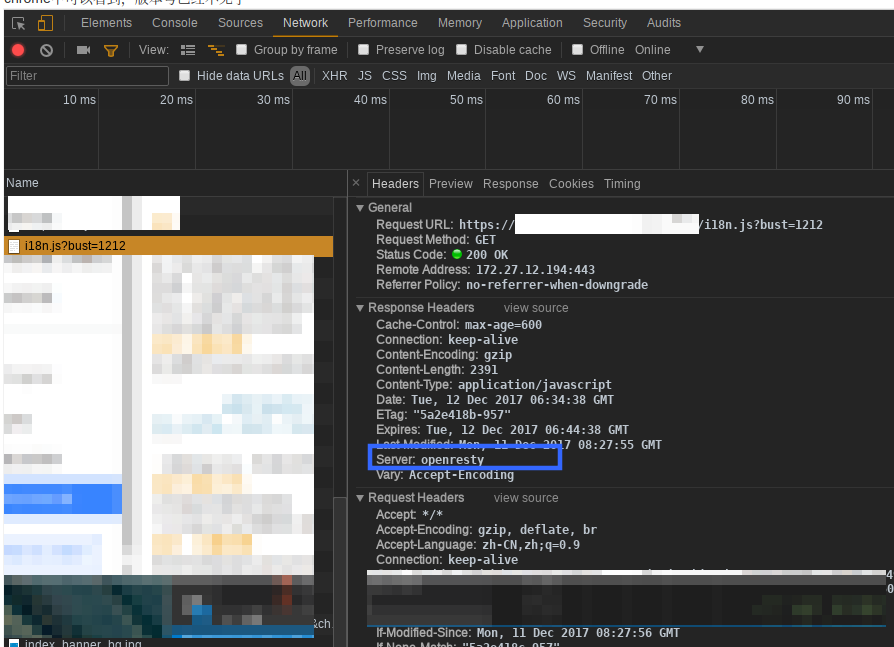 Elements Console Sources Network Performance Memory Application Security Audits
View: Group by frame Preserve log Disable cache Offline Online
Filter Hide data URLs All XHR JS CSS Img Media Font Doc WS Manifest Other
10 ms 20 ms 30 ms 40 ms 50 ms 60 ms 70 ms 80 ms 90 ms
Name
i18n.js?bust=1212
&ch
index_banner_bg.jpg
× Headers Preview Response Cookies Timing
General
Request URL: https:// /i18n.js?bust=1212
Request Method: GET
Status Code: 200 OK
Remote Address: 172.27.12.194:443
Referrer Policy: no-referrer-when-downgrade
Response Headers view source
Cache-Control: max-age=600
Connection: keep-alive
Content-Encoding: gzip
Content-Length: 2391
Content-Type: application/javascript
Date: Tue, 12 Dec 2017 06:34:38 GMT
ETag: "5a2e418b-957"
Expires: Tue, 12 Dec 2017 06:44:38 GMT
Last-Modified: Mon, 11 Dec 2017 08:27:55 GMT
Server: openresty
Vary: Accept-Encoding
Request Headers view source
Accept: */*
Accept-Encoding: gzip, deflate, br
Accept-Language: zh-CN,zh;q=0.9
Connection: keep-alive
If-Modified-Since: Mon, 11 Dec 2017 08:27:56 GMT
If-None-Match: "5a2e418c-957"